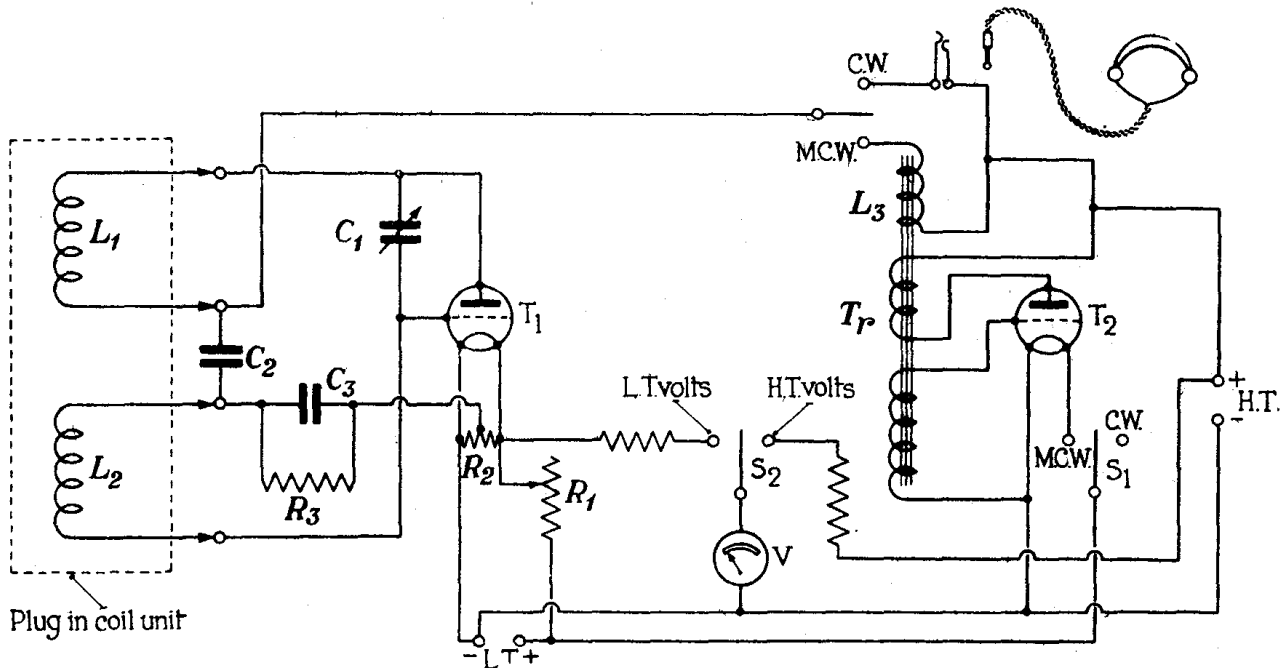 C.W.
M.C.W.
L₁
C₁
L₃
T₁
Tᵣ
T₂
C₂
C₃
L.T.volts
H.T.volts
+
H.T.
-
C.W.
M.C.W.
S₁
L₂
R₂
R₃
R₁
S₂
V
Plug in coil unit
- L T +